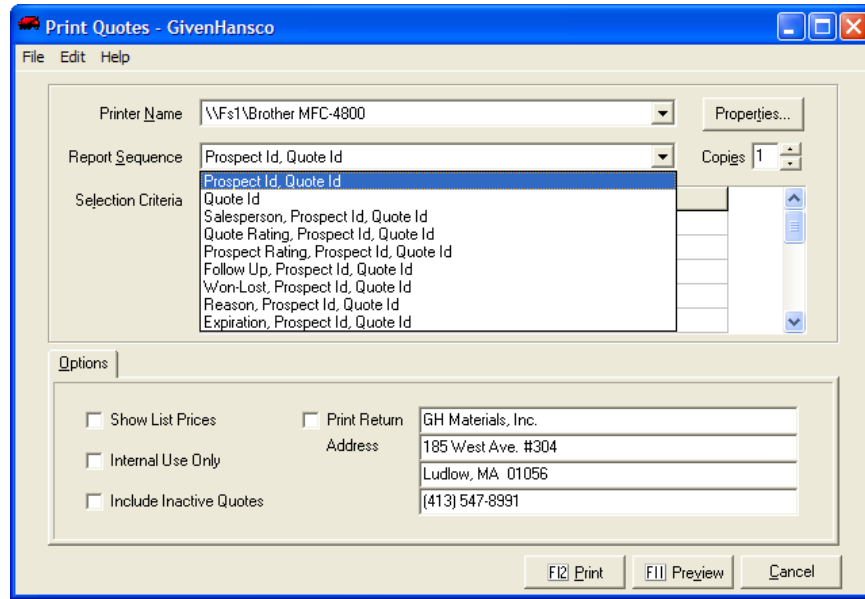 Print Quotes - GivenHansco
File Edit Help
Printer Name \\Fs1\Brother MFC-4800 Properties...
Report Sequence Prospect Id, Quote Id Copies 1
Prospect Id, Quote Id
Selection Criteria Quote Id
Salesperson, Prospect Id, Quote Id
Quote Rating, Prospect Id, Quote Id
Prospect Rating, Prospect Id, Quote Id
Follow Up, Prospect Id, Quote Id
Won-Lost, Prospect Id, Quote Id
Reason, Prospect Id, Quote Id
Expiration, Prospect Id, Quote Id
Options
Show List Prices Print Return GH Materials, Inc.
Address 185 West Ave. #304
Internal Use Only
Ludlow, MA 01056
Include Inactive Quotes (413) 547-8991
F12 Print F11 Preview Cancel